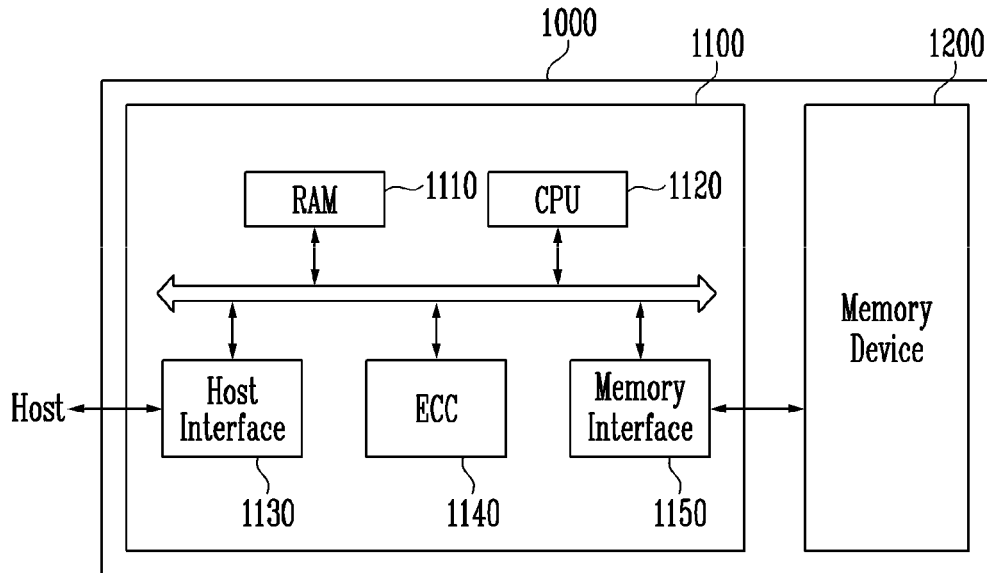 1000
1100
1200
RAM
1110
CPU
1120
Memory
Device
Host
Host
Interface
ECC
Memory
Interface
1130
1140
1150